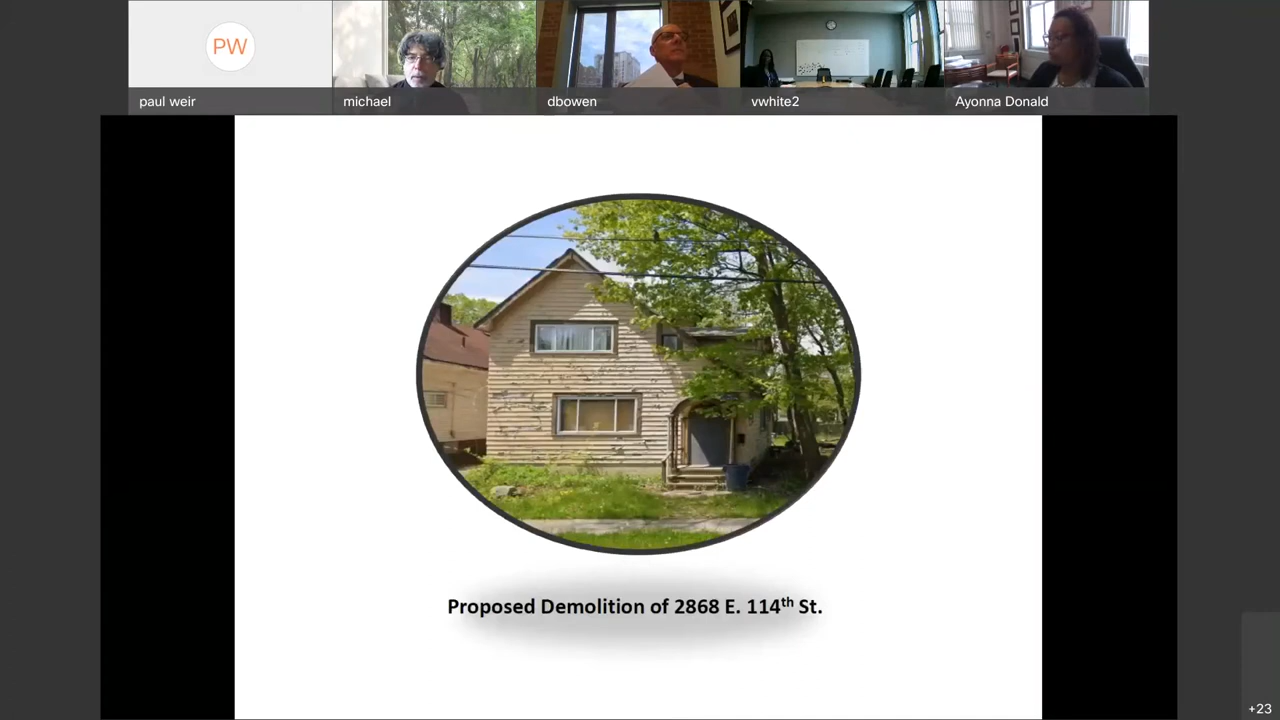 PW
paul weir
michael
dbowen
vwhite2
Ayonna Donald
Proposed Demolition of 2868 E. 114th St.
+23